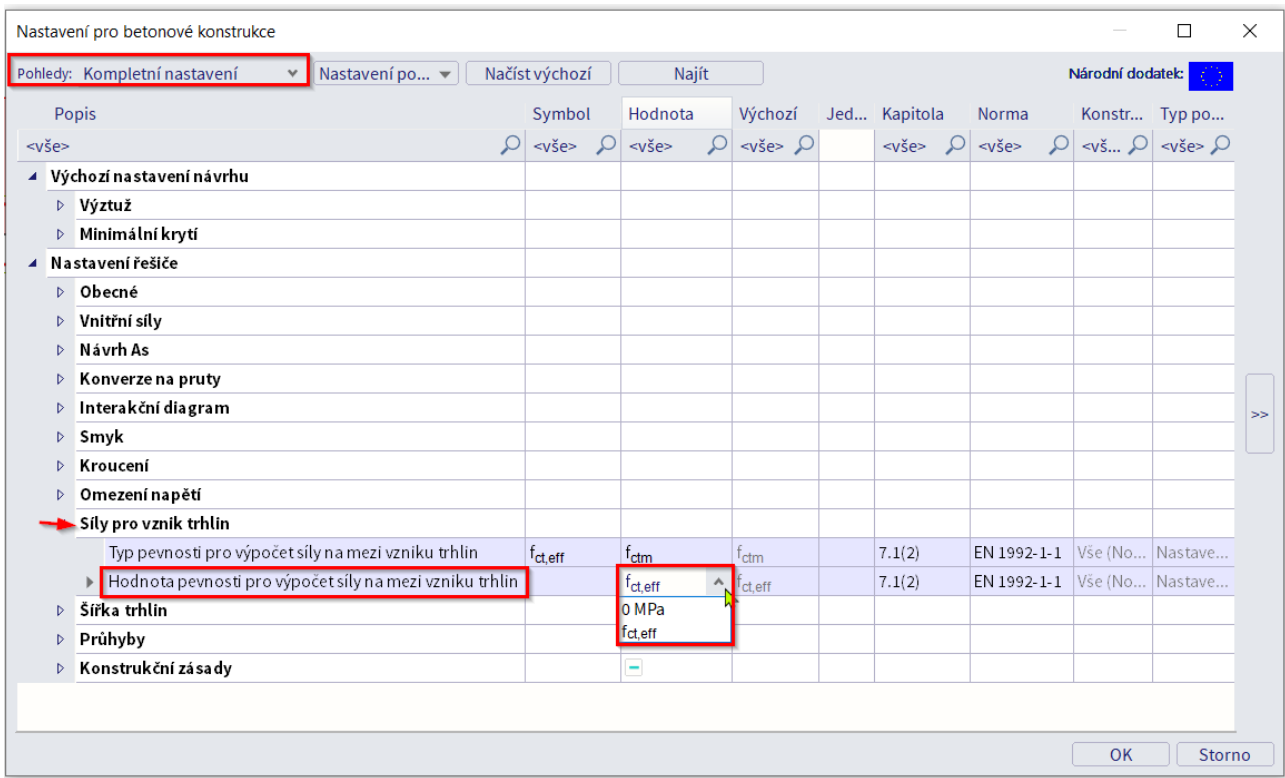 Nastavení pro betonové konstrukce
Pohledy: Kompletní nastavení Nastavení po... Načíst výchozí Najít Národní dodatek:
Popis Symbol Hodnota Výchozí Jed... Kapitola Norma Konstr... Typ po...
<vše> <vše> <vše> <vše> <vše> <vše> <vš... <vše>
Výchozí nastavení návrhu
Výztuž
Minimální krytí
Nastavení řešiče
Obecné
Vnitřní síly
Návrh As
Konverze na pruty
Interakční diagram
>>
Smyk
Kroucení
Omezení napětí
Síly pro vznik trhlin
Typ pevnosti pro výpočet síly na mezi vzniku trhlin fct,eff fctm fctm 7.1(2) EN 1992-1-1 Vše (No... Nastave...
Hodnota pevnosti pro výpočet síly na mezi vzniku trhlin fct,eff fct,eff 7.1(2) EN 1992-1-1 Vše (No... Nastave...
Šířka trhlin 0 MPa
Průhyby fct,eff
Konstrukční zásady
OK Storno